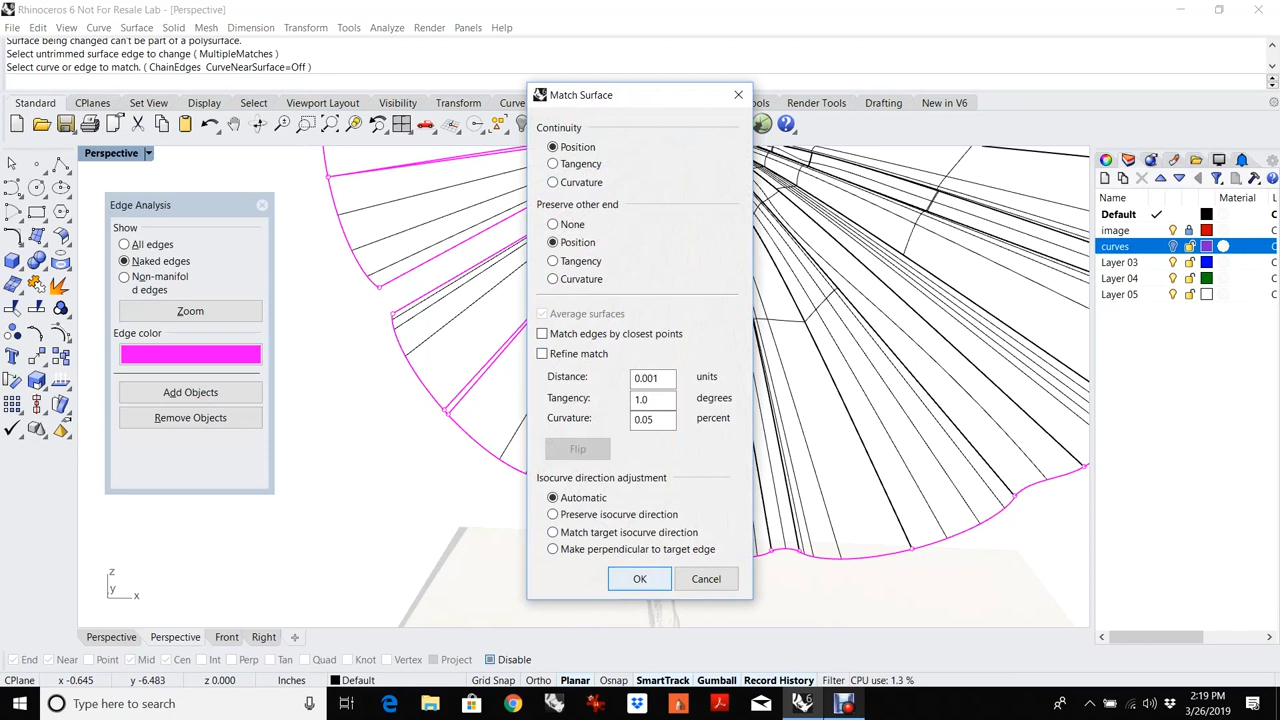 Rhinoceros 6 Not For Resale Lab - [Perspective]
File Edit View Curve Surface Solid Mesh Dimension Transform Tools Analyze Render Panels Help
Surface being changed can't be part of a polysurface.
Select untrimmed surface edge to change ( MultipleMatches )
Select curve or edge to match. ( ChainEdges CurveNearSurface=Off )
Standard CPlanes Set View Display Select Viewport Layout Visibility Transform Curve ools Render Tools Drafting New in V6
Perspective
Edge Analysis
Show
All edges
Naked edges
Non-manifol
d edges
Zoom
Edge color
Add Objects
Remove Objects
Match Surface
Continuity
Position
Tangency
Curvature
Preserve other end
None
Position
Tangency
Curvature
Average surfaces
Match edges by closest points
Refine match
Distance: 0.001 units
Tangency: 1.0 degrees
Curvature: 0.05 percent
Flip
Isocurve direction adjustment
Automatic
Preserve isocurve direction
Match target isocurve direction
Make perpendicular to target edge
OK Cancel
Name Material L
Default
image C
curves C
Layer 03 C
Layer 04 C
Layer 05 C
z
y
x
Perspective Perspective Front Right
End Near Point Mid Cen Int Perp Tan Quad Knot Vertex Project Disable
CPlane x -0.645 y -6.483 z 0.000 Inches Default Grid Snap Ortho Planar Osnap SmartTrack Gumball Record History Filter CPU use: 1.3 %
Type here to search
2:19 PM
3/26/2019